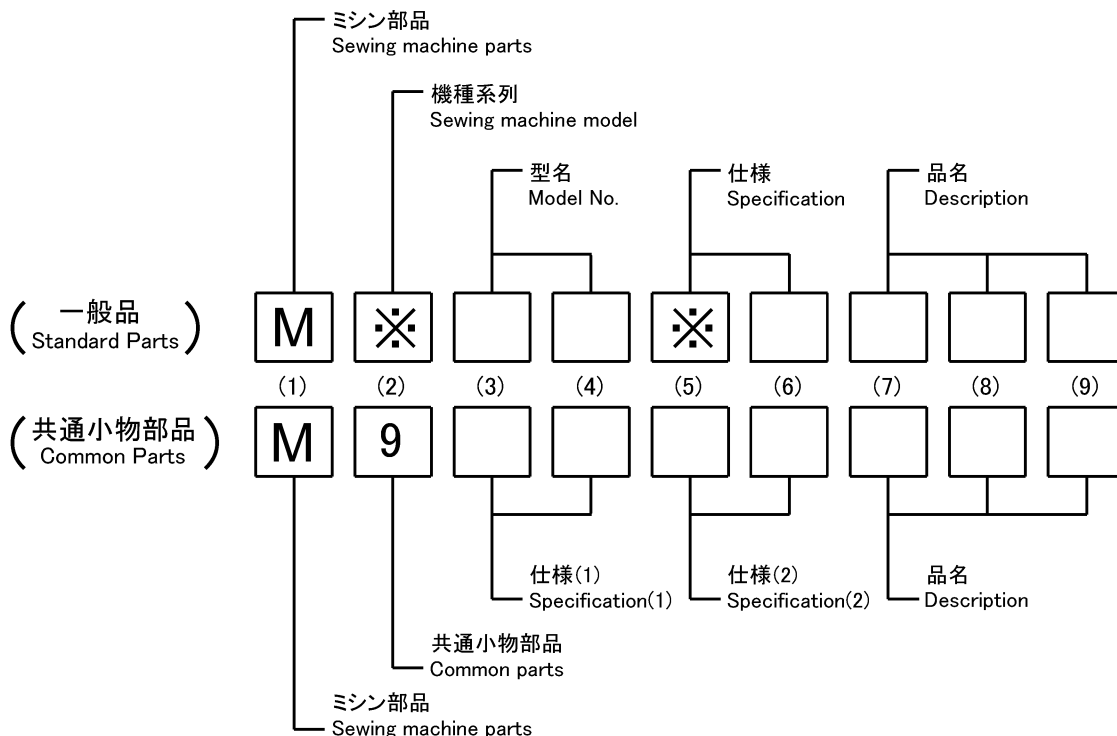 ミシン部品
Sewing machine parts
機種系列
Sewing machine model
型名
Model No.
仕様
Specification
品名
Description
(一般品
Standard Parts)
M ※ ※
(1) (2) (3) (4) (5) (6) (7) (8) (9)
(共通小物部品
Common Parts)
M 9
仕様(1)
Specification(1)
仕様(2)
Specification(2)
品名
Description
共通小物部品
Common parts
ミシン部品
Sewing machine parts